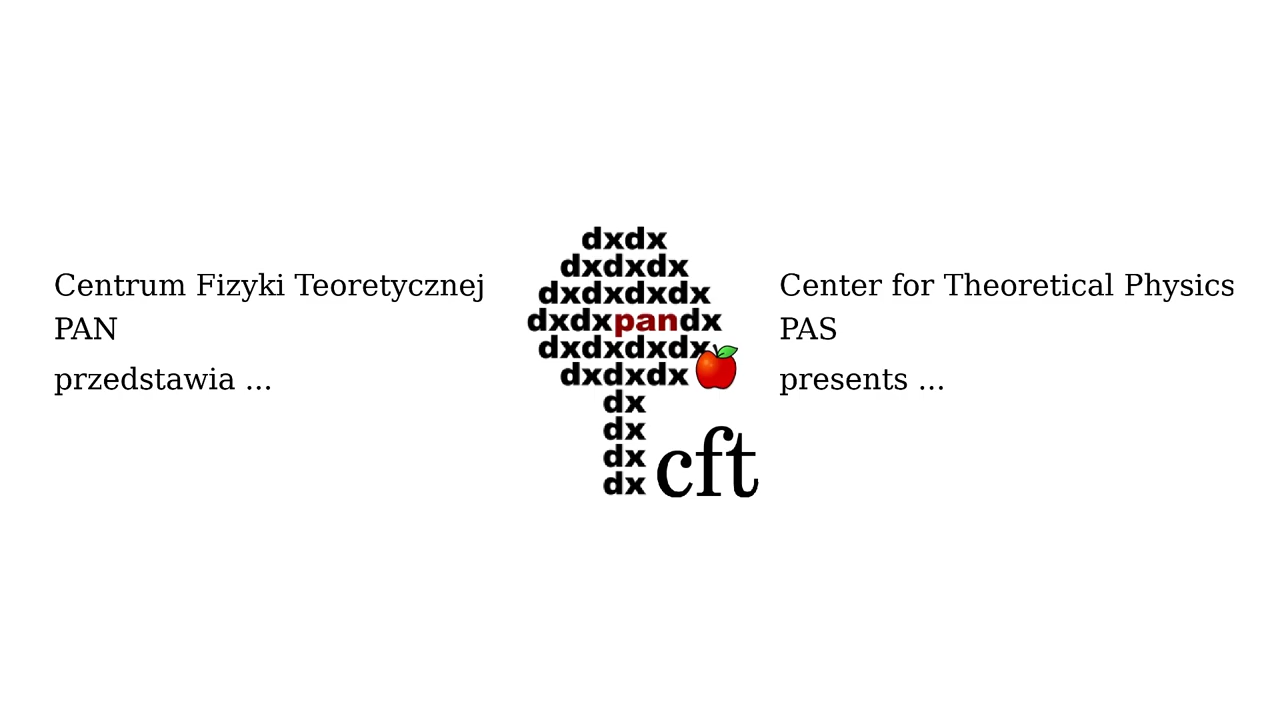 Centrum Fizyki Teoretycznej
PAN
przedstawia ...
dxdx
dxdxdx
dxdxdxdx
dxdxpandx
dxdxdxdx
dxdxdx
dx
dx
dx
dx
cft
Center for Theoretical Physics
PAS
presents ...